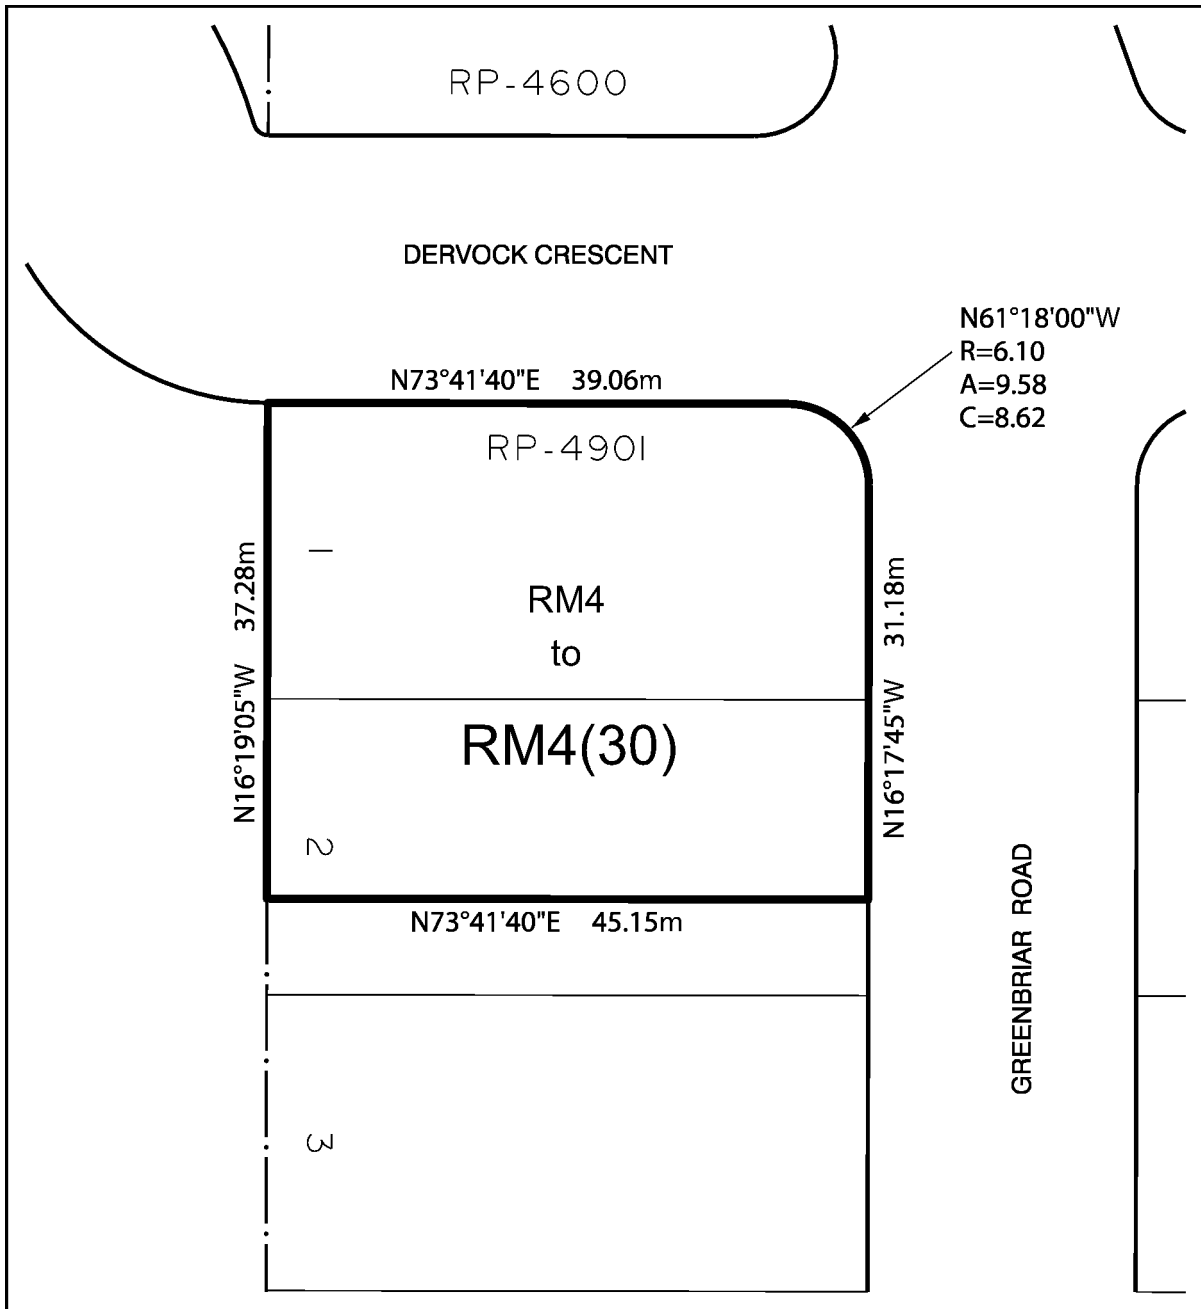 RP-4600
DERVOCK CRESCENT
N61°18'00"W
R=6.10
A=9.58
C=8.62
N73°41'40"E 39.06m
RP-4901
1
N16°19'05"W 37.28m
RM4
to
RM4(30)
N16°17'45"W 31.18m
2
N73°41'40"E 45.15m
GREENBRIAR ROAD
3